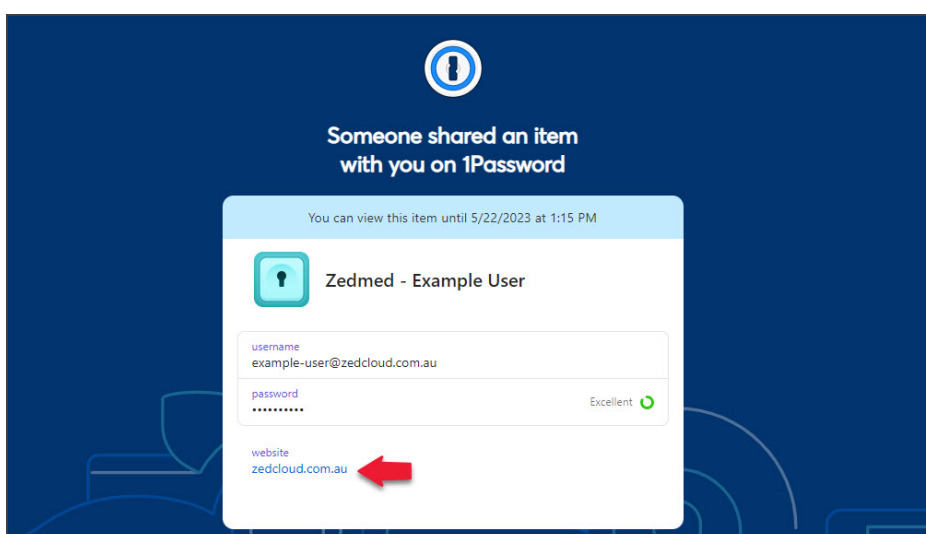 Someone shared an item
with you on 1Password
You can view this item until 5/22/2023 at 1:15 PM
Zedmed - Example User
username
example-user@zedcloud.com.au
password
••••••••••
Excellent
website
zedcloud.com.au